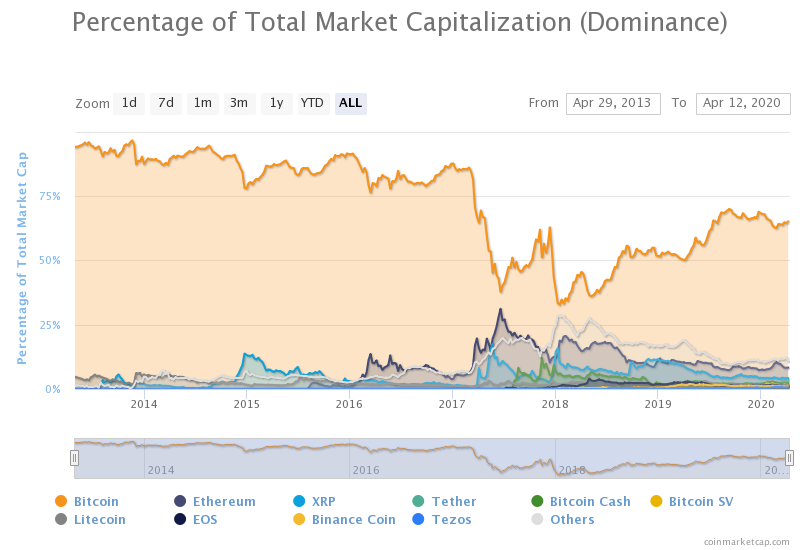 Percentage of Total Market Capitalization (Dominance)
Zoom 1d 7d 1m 3m 1y YTD ALL From Apr 29, 2013 To Apr 12, 2020
Percentage of Total Market Cap
75%
50%
25%
0%
2014 2015 2016 2017 2018 2019 2020
2014 2016 2018 20...
Bitcoin Ethereum XRP Tether Bitcoin Cash Bitcoin SV
Litecoin EOS Binance Coin Tezos Others
coinmarketcap.com